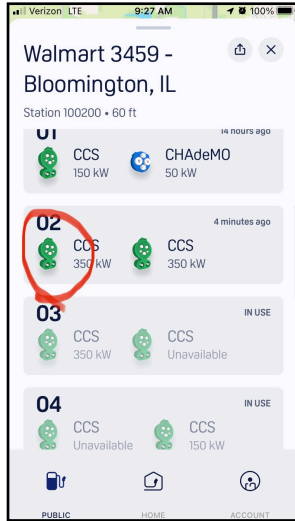 Verizon LTE 9:27 AM 100%
Walmart 3459 -
Bloomington, IL
Station 100200 • 60 ft
01 14 hours ago
CCS CHAdeMO
150 kW 50 kW
02 4 minutes ago
CCS CCS
350 kW 350 kW
03 IN USE
CCS CCS
350 kW Unavailable
04 IN USE
CCS CCS
Unavailable 150 kW
PUBLIC HOME ACCOUNT